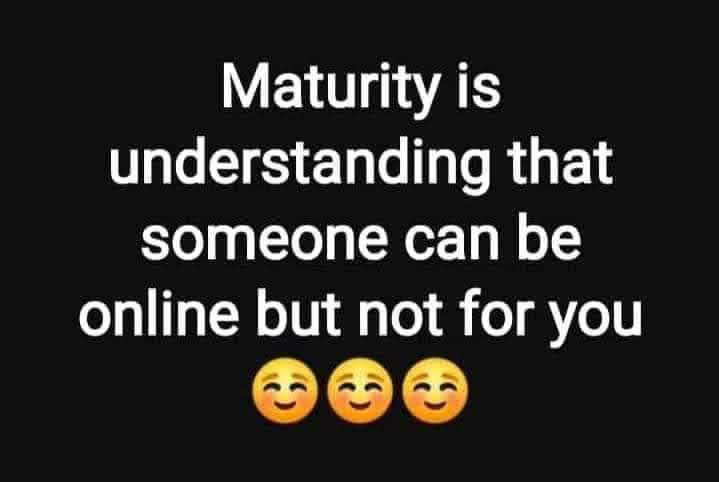 Maturity is
understanding that
someone can be
online but not for you
☺️☺️☺️